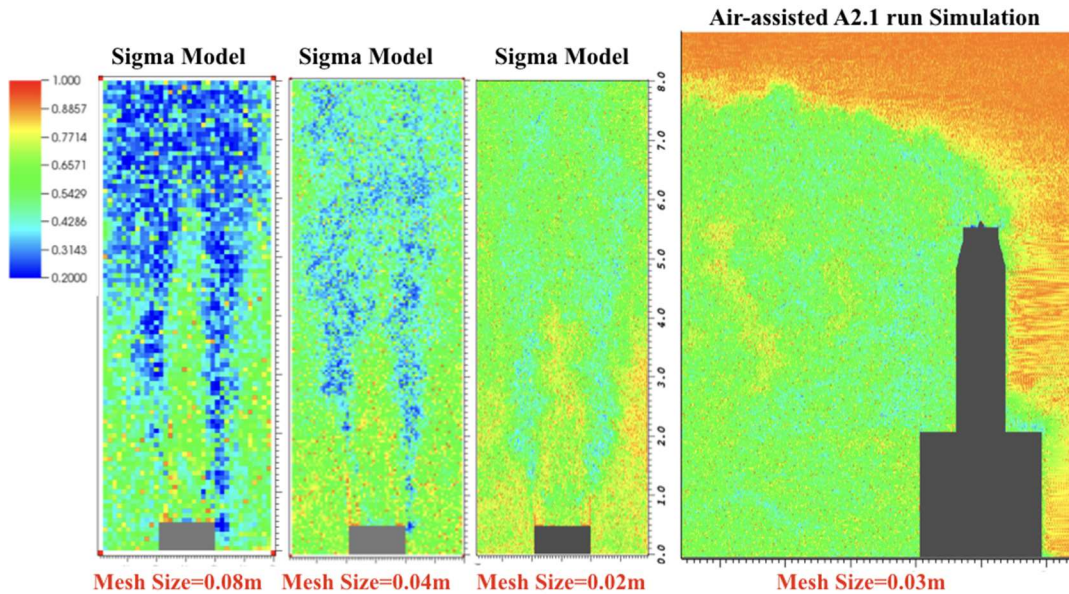 Air-assisted A2.1 run Simulation
Sigma Model
Sigma Model
Sigma Model
1.000
0.8857
0.7714
0.6571
0.5429
0.4286
0.3143
0.2000
8.0
7.0
6.0
5.0
4.0
3.0
2.0
1.0
0.0
Mesh Size=0.08m
Mesh Size=0.04m
Mesh Size=0.02m
Mesh Size=0.03m